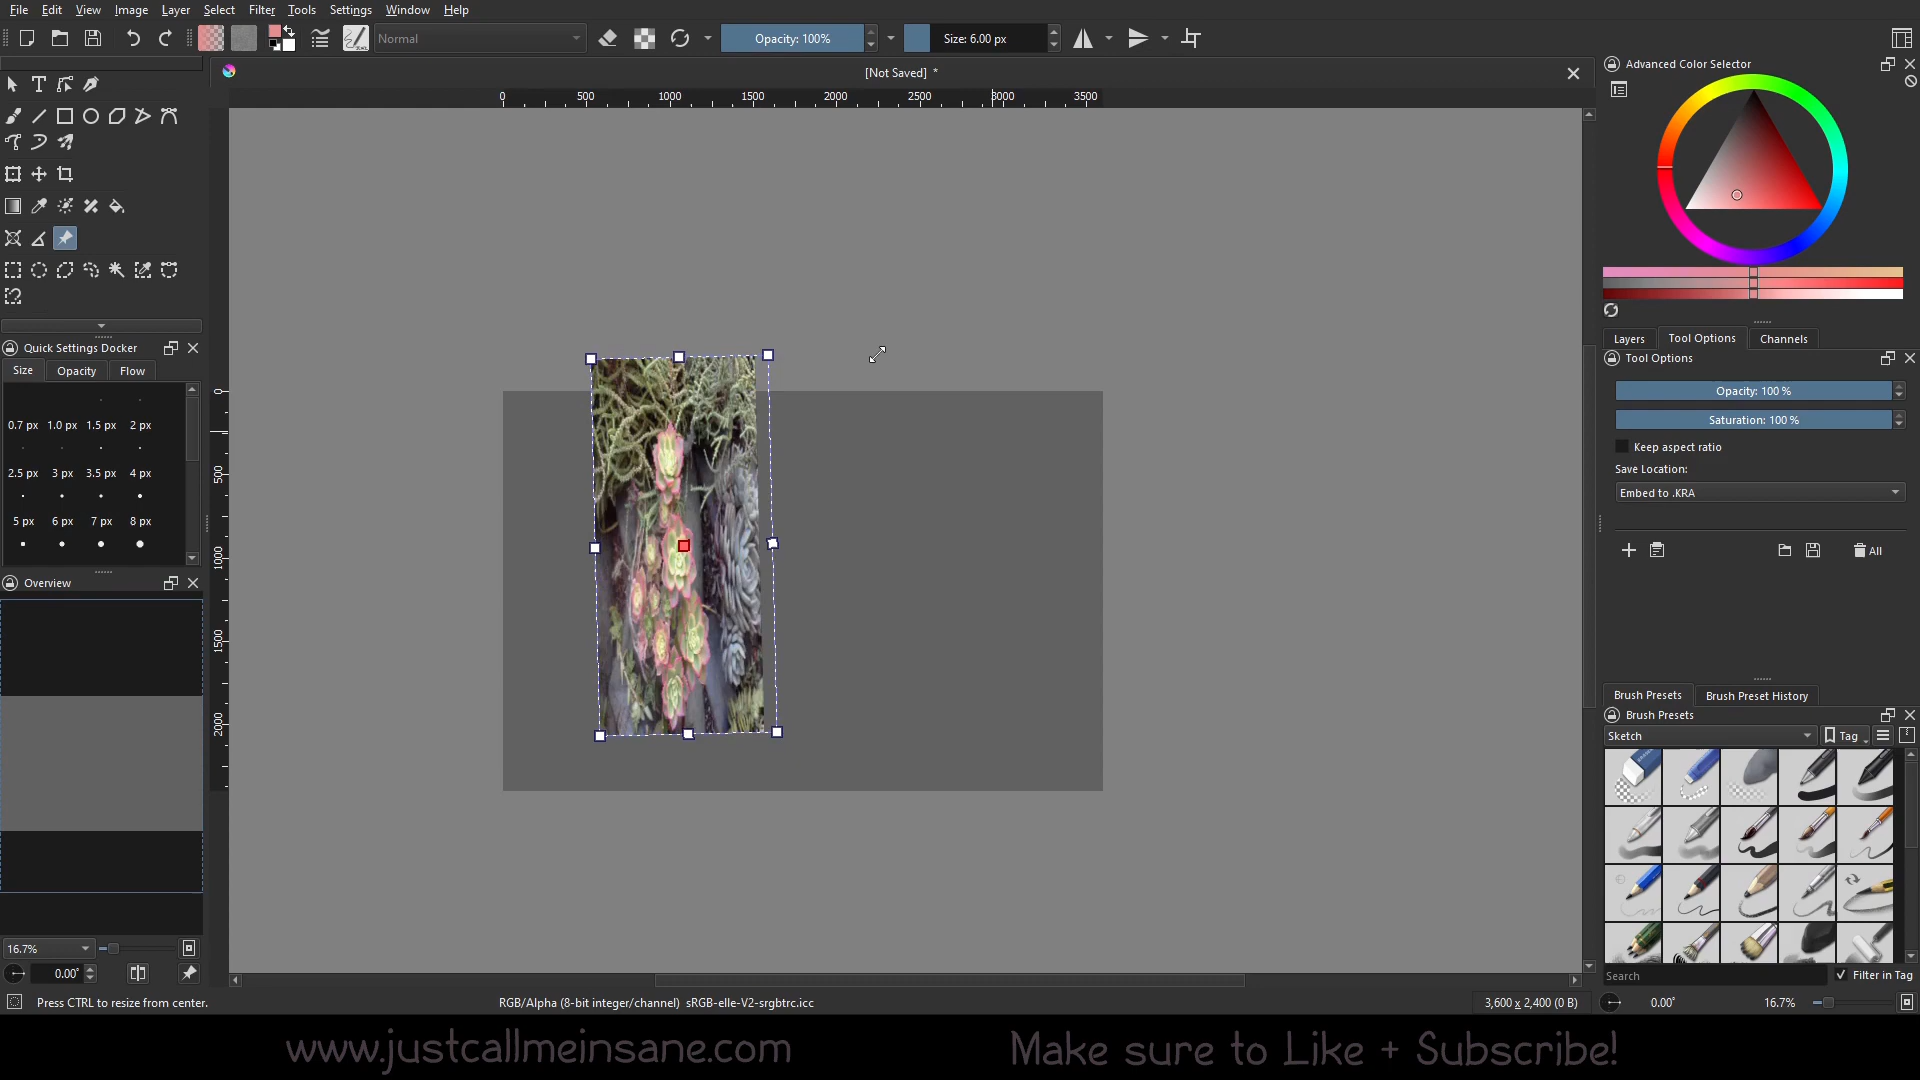 File Edit View Image Layer Select Filter Tools Settings Window Help
Normal
Opacity: 100%
Size: 6.00 px
[Not Saved] *
Advanced Color Selector
0 500 1000 1500 2000 2500 3000 3500
0 500 1000 1500 2000
Quick Settings Docker
Size Opacity Flow
0.7 px 1.0 px 1.5 px 2 px
2.5 px 3 px 3.5 px 4 px
5 px 6 px 7 px 8 px
Overview
16.7%
0.00°
Layers Tool Options Channels
Tool Options
Opacity: 100 %
Saturation: 100 %
Keep aspect ratio
Save Location:
Embed to .KRA
All
Brush Presets Brush Preset History
Brush Presets
Sketch
Tag
Search
Filter in Tag
Press CTRL to resize from center.
RGB/Alpha (8-bit integer/channel) sRGB-elle-V2-srgbtrc.icc
3,600 x 2,400 (0 B)
0.00°
16.7%
www.justcallmeinsane.com
Make sure to Like + Subscribe!